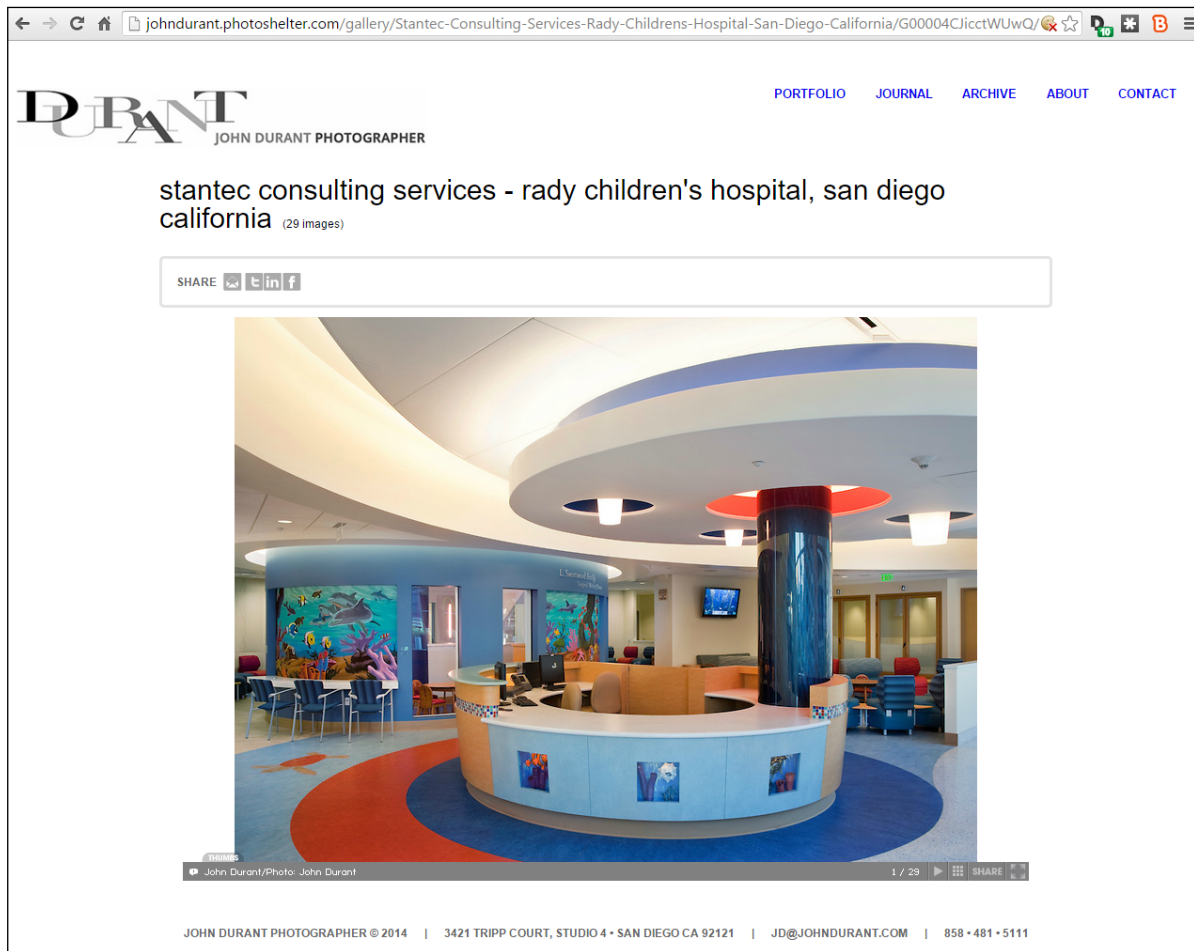 johndurant.photoshelter.com/gallery/Stantec-Consulting-Services-Rady-Childrens-Hospital-San-Diego-California/G00004CJicctWUwQ/
10
DURANT
JOHN DURANT PHOTOGRAPHER
PORTFOLIO JOURNAL ARCHIVE ABOUT CONTACT
stantec consulting services - rady children's hospital, san diego
california (29 images)
SHARE
THUMBS
John Durant/Photo: John Durant 1 / 29 SHARE
JOHN DURANT PHOTOGRAPHER © 2014 | 3421 TRIPP COURT, STUDIO 4 • SAN DIEGO CA 92121 | JD@JOHNDURANT.COM | 858 • 481 • 5111